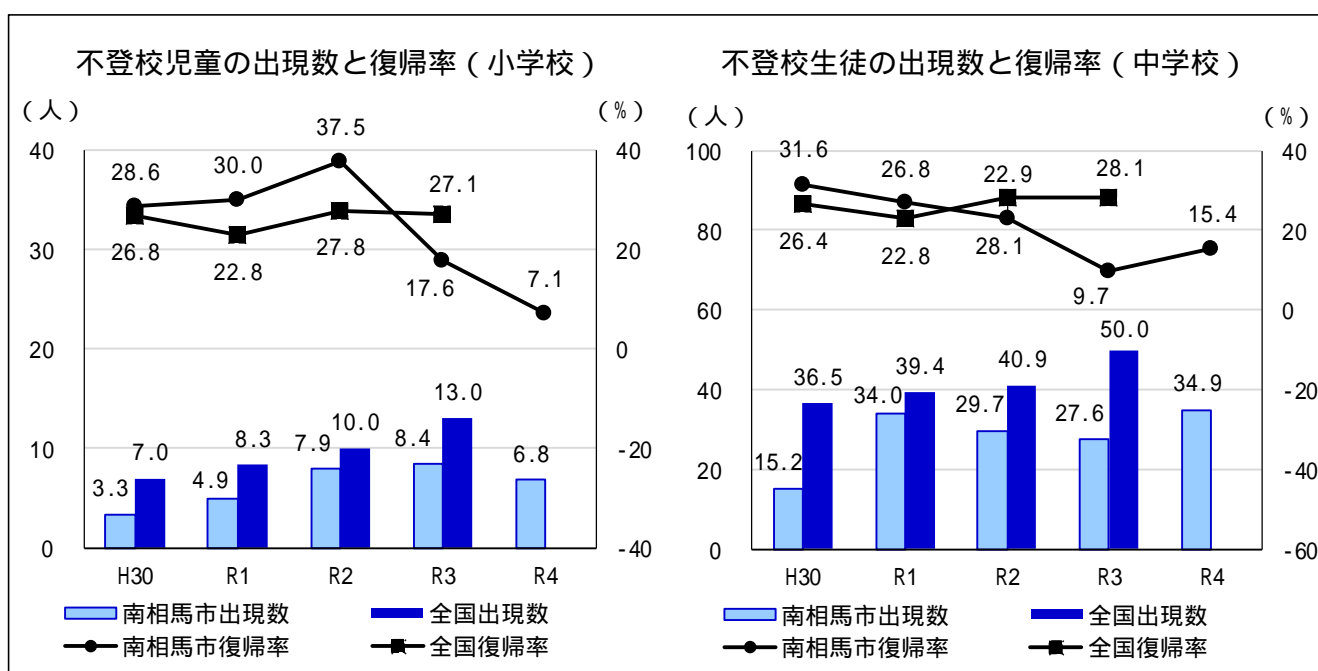 不登校児童の出現数と復帰率(小学校)
(人)
(%)
40
30
20
10
0
40
20
0
-20
-40
28.6
30.0
37.5
27.1
26.8
22.8
27.8
17.6
7.1
3.3
7.0
4.9
8.3
7.9
10.0
8.4
13.0
6.8
H30
R1
R2
R3
R4
南相馬市出現数
全国出現数
南相馬市復帰率
全国復帰率
不登校生徒の出現数と復帰率(中学校)
(人)
(%)
100
80
60
40
20
0
40
20
0
-20
-40
-60
31.6
26.8
22.9
28.1
26.4
22.8
28.1
9.7
15.4
15.2
36.5
34.0
39.4
29.7
40.9
27.6
50.0
34.9
H30
R1
R2
R3
R4
南相馬市出現数
全国出現数
南相馬市復帰率
全国復帰率